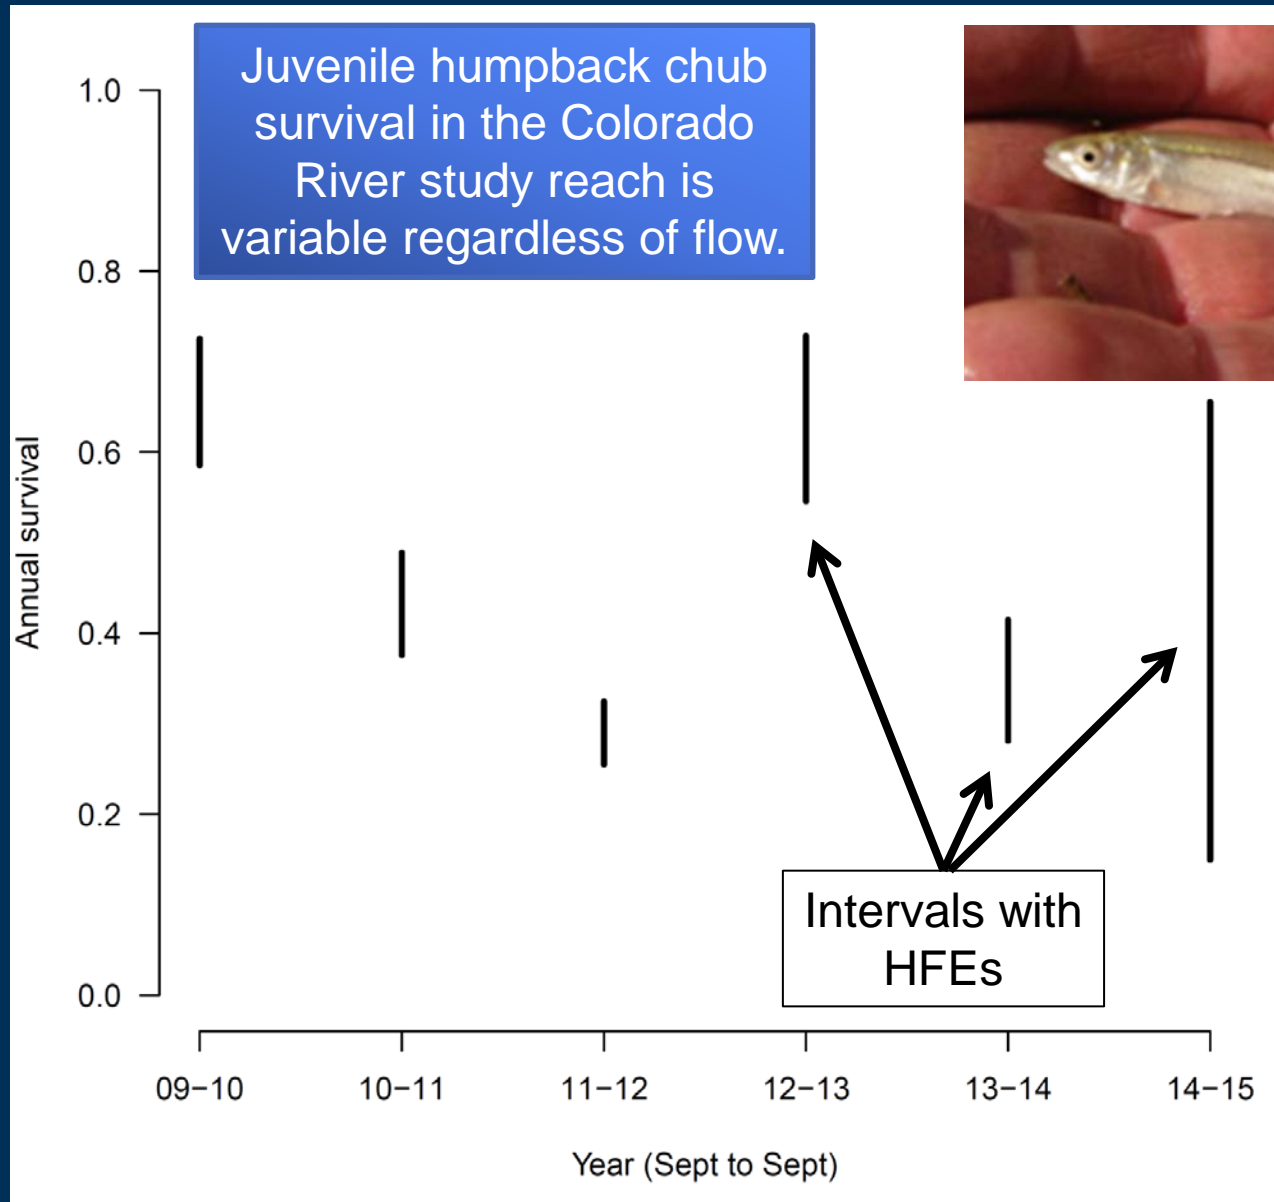 Juvenile humpback chub
survival in the Colorado
River study reach is
variable regardless of flow.
Annual survival
1.0
0.8
0.6
0.4
0.2
0.0
Intervals with
HFEs
09−10 10−11 11−12 12−13 13−14 14−15
Year (Sept to Sept)